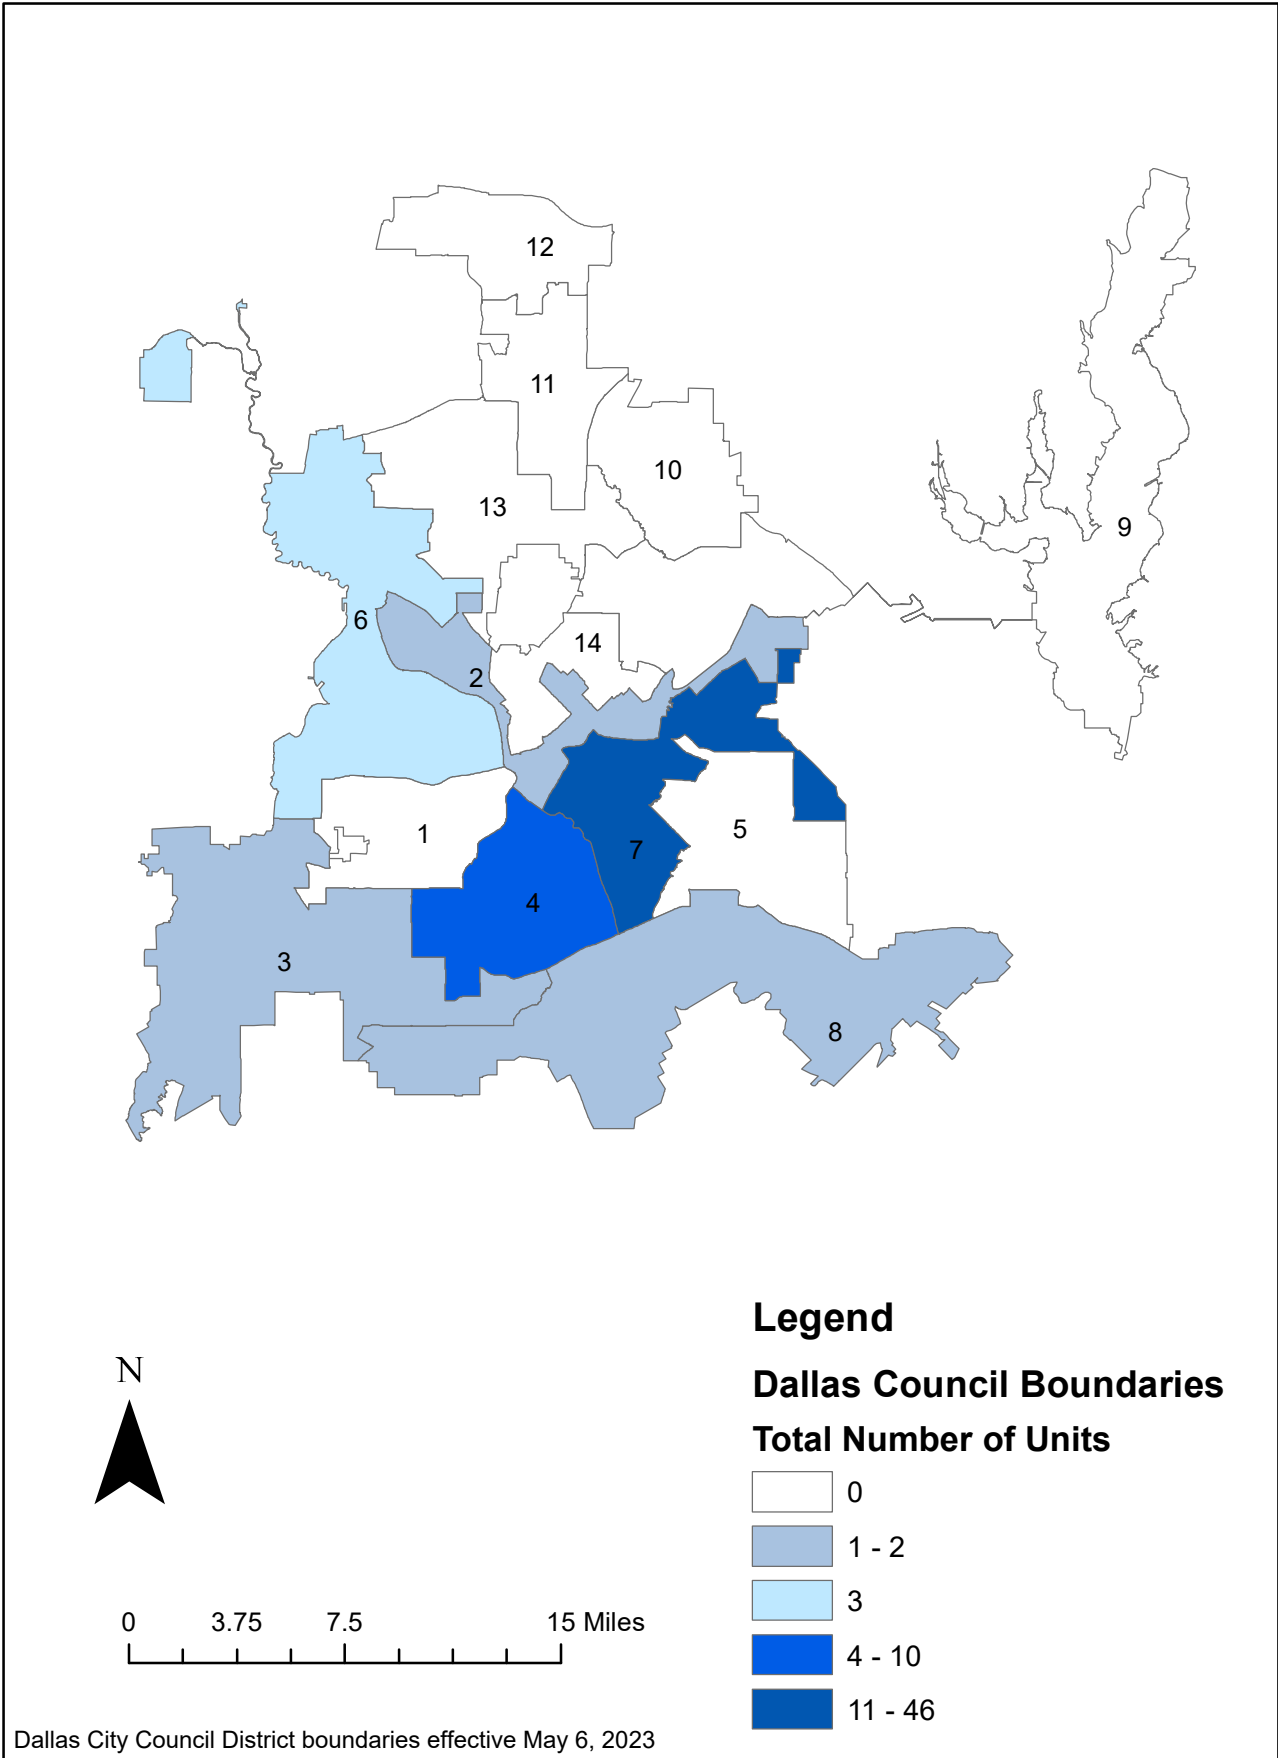 12
11
10
13
9
6
14
2
5
1
7
4
3
8
Legend
N
Dallas Council Boundaries
Total Number of Units
0
1 - 2
3
4 - 10
11 - 46
0 3.75 7.5 15 Miles
Dallas City Council District boundaries effective May 6, 2023